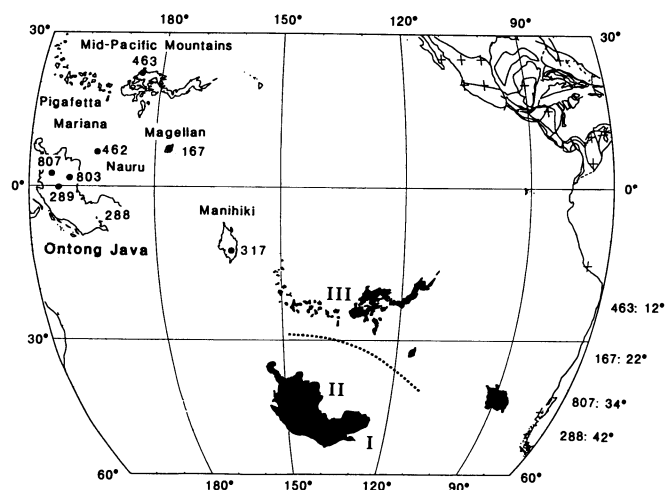 150° 120° 90°
30° 30°
Mid-Pacific Mountains
463
Pigafetta
Mariana
Magellan
462
167
807
Nauru
803
0° 0°
289
288
Manihiki
Ontong Java
317
III
463: 12°
30° 30°
167: 22°
II
807: 34°
I
288: 42°
60° 60°
180° 150° 120° 90°